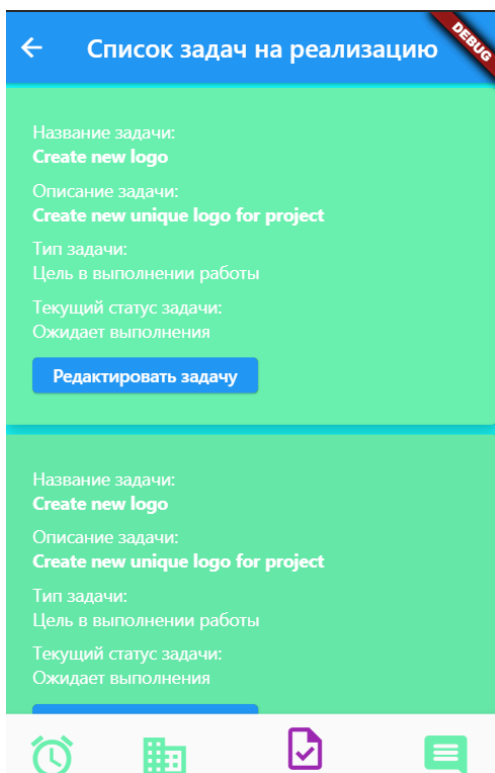 Список задач на реализацию
DEBUG
Название задачи:
Create new logo
Описание задачи:
Create new unique logo for project
Тип задачи:
Цель в выполнении работы
Текущий статус задачи:
Ожидает выполнения
Редактировать задачу
Название задачи:
Create new logo
Описание задачи:
Create new unique logo for project
Тип задачи:
Цель в выполнении работы
Текущий статус задачи:
Ожидает выполнения